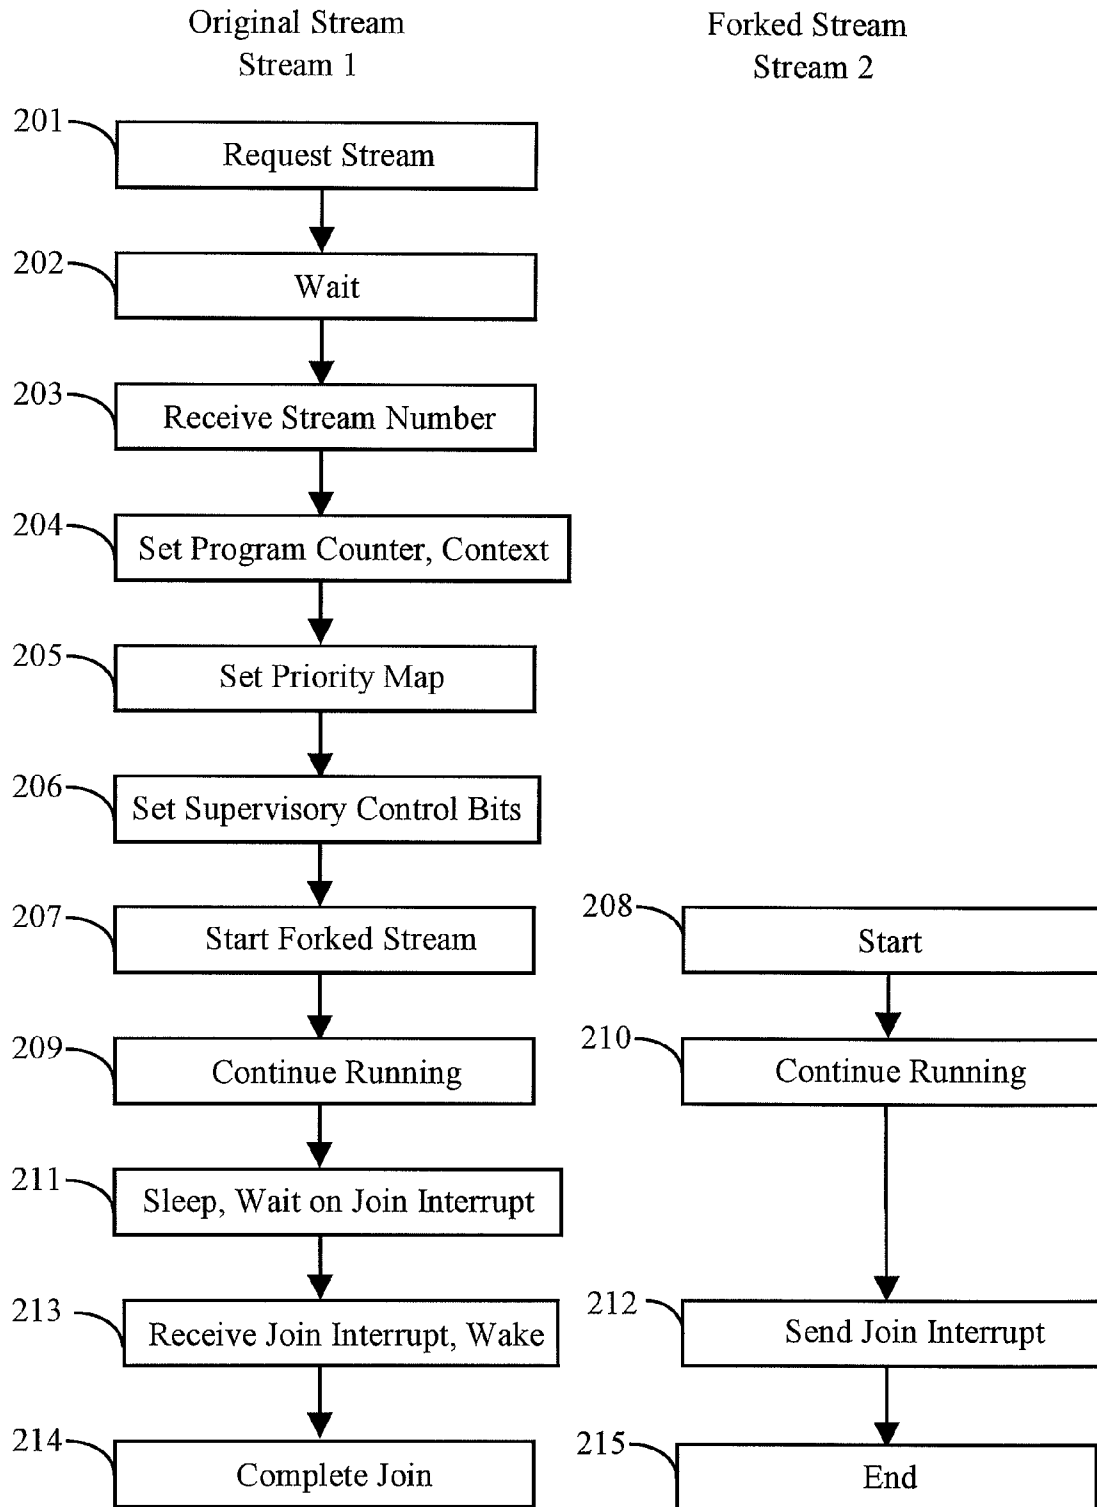 Original Stream
Stream 1
Forked Stream
Stream 2
201
Request Stream
202
Wait
203
Receive Stream Number
204
Set Program Counter, Context
205
Set Priority Map
206
Set Supervisory Control Bits
207
Start Forked Stream
208
Start
209
Continue Running
210
Continue Running
211
Sleep, Wait on Join Interrupt
212
Send Join Interrupt
213
Receive Join Interrupt, Wake
214
Complete Join
215
End